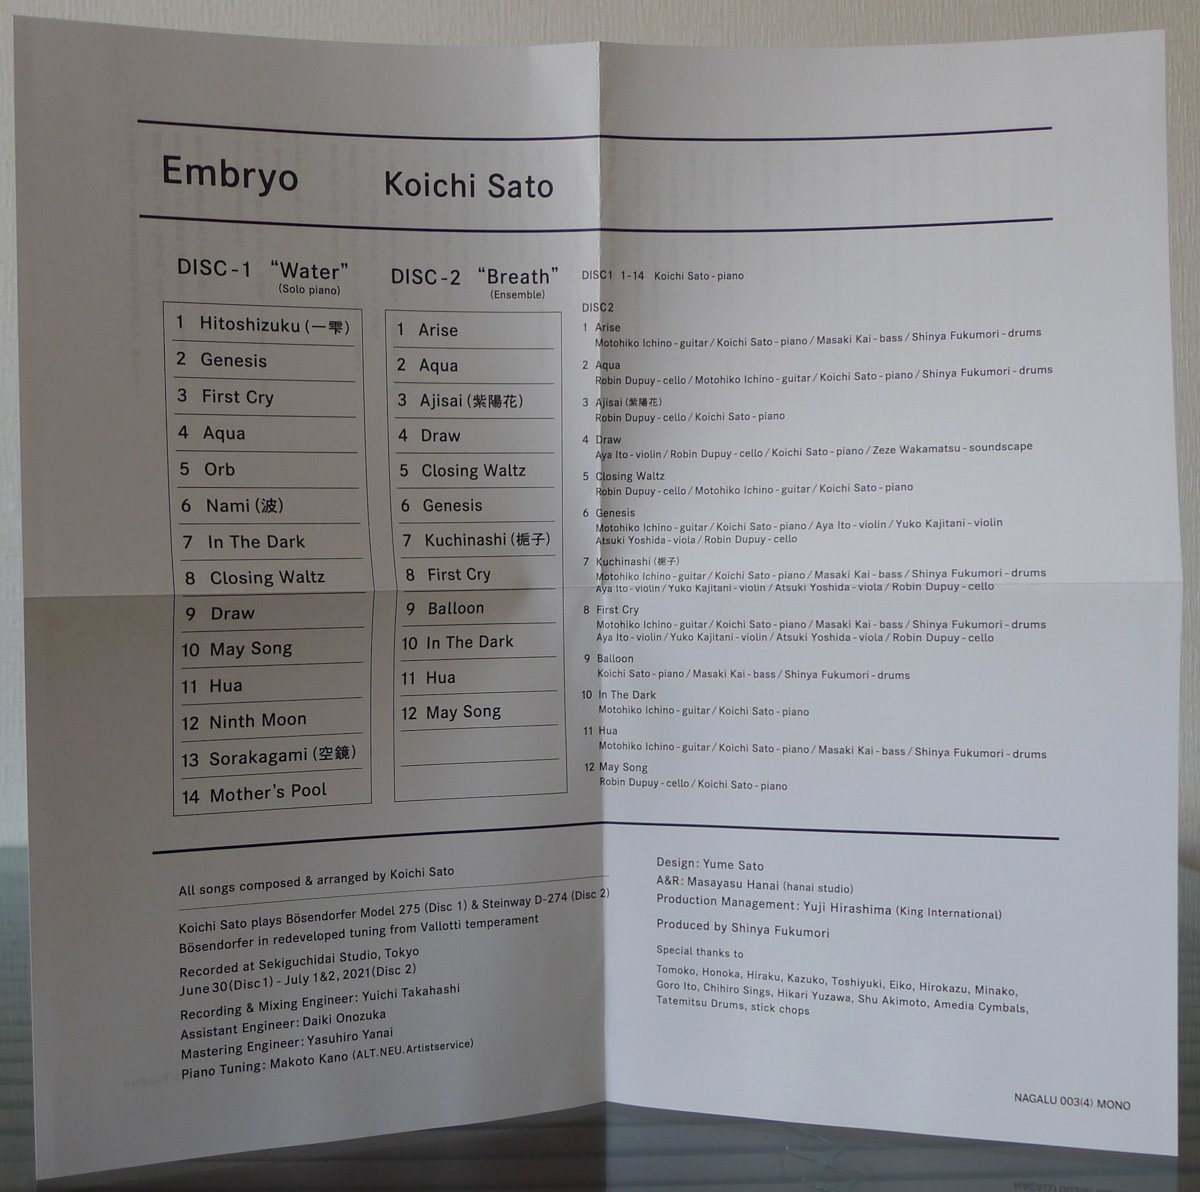 Embryo
Koichi Sato
DISC-1 "Water"
(Solo piano)
1 Hitoshizuku (一雫)
2 Genesis
3 First Cry
4 Aqua
5 Orb
6 Nami (波)
7 In The Dark
8 Closing Waltz
9 Draw
10 May Song
11 Hua
12 Ninth Moon
13 Sorakagami (空鏡)
14 Mother's Pool
DISC-2 "Breath"
(Ensemble)
1 Arise
2 Aqua
3 Ajisai (紫陽花)
4 Draw
5 Closing Waltz
6 Genesis
7 Kuchinashi (梔子)
8 First Cry
9 Balloon
10 In The Dark
11 Hua
12 May Song
DISC1 1-14 Koichi Sato-piano
DISC2
1 Arise
Motohiko Ichino-guitar/Koichi Sato-piano/Masaki Kai-bass/Shinya Fukumori-drums
2 Aqua
Robin Dupuy-cello/Motohiko Ichino-guitar/Koichi Sato-piano/Shinya Fukumori-drums
3 Ajisai (紫陽花)
Robin Dupuy-cello/Koichi Sato-piano
4 Draw
Aya Ito-violin/Robin Dupuy-cello/Koichi Sato-piano/Zeze Wakamatsu-soundscape
5 Closing Waltz
Robin Dupuy-cello/Motohiko Ichino-guitar/Koichi Sato-piano
6 Genesis
Motohiko Ichino-guitar/Koichi Sato-piano/Aya Ito-violin/Yuko Kajitani-violin
Atsuki Yoshida-viola/Robin Dupuy-cello
7 Kuchinashi (梔子)
Motohiko Ichino-guitar/Koichi Sato-piano/Masaki Kai-bass/Shinya Fukumori-drums
Aya Ito-violin/Yuko Kajitani-violin/Atsuki Yoshida-viola/Robin Dupuy-cello
8 First Cry
Motohiko Ichino-guitar/Koichi Sato-piano/Masaki Kai-bass/Shinya Fukumori-drums
Aya Ito-violin/Yuko Kajitani-violin/Atsuki Yoshida-viola/Robin Dupuy-cello
9 Balloon
Koichi Sato-piano/Masaki Kai-bass/Shinya Fukumori-drums
10 In The Dark
Motohiko Ichino-guitar/Koichi Sato-piano
11 Hua
Motohiko Ichino-guitar/Koichi Sato-piano/Masaki Kai-bass/Shinya Fukumori-drums
12 May Song
Robin Dupuy-cello/Koichi Sato-piano
All songs composed & arranged by Koichi Sato
Koichi Sato plays Bösendorfer Model 275 (Disc 1) & Steinway D-274 (Disc 2)
Bösendorfer in redeveloped tuning from Vallotti temperament
Recorded at Sekiguchidai Studio, Tokyo
June 30(Disc 1)-July 1&2, 2021(Disc 2)
Recording & Mixing Engineer: Yuichi Takahashi
Assistant Engineer: Daiki Onozuka
Mastering Engineer: Yasuhiro Yanai
Piano Tuning: Makoto Kano (ALT.NEU.Artistservice)
Design: Yume Sato
A&R: Masayasu Hanai (hanai studio)
Production Management: Yuji Hirashima (King International)
Produced by Shinya Fukumori
Special thanks to
Tomoko, Honoka, Hiraku, Kazuko, Toshiyuki, Eiko, Hirokazu, Minako,
Goro Ito, Chihiro Sings, Hikari Yuzawa, Shu Akimoto, Amedia Cymbals,
Tatemitsu Drums, stick chops
NAGALU 003(4) MONO